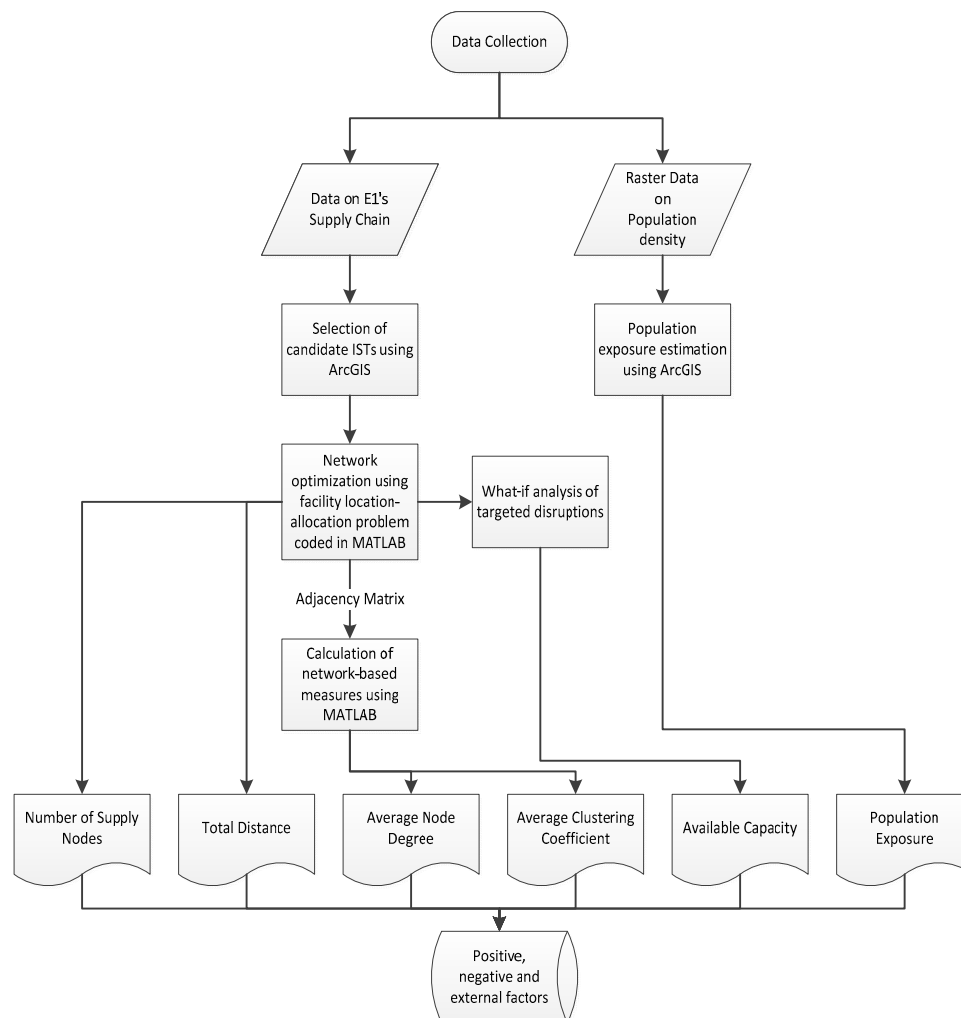 Data Collection
Data on E1's
Supply Chain
Raster Data
on
Population
density
Selection of
candidate ISTs using
ArcGIS
Population
exposure estimation
using ArcGIS
Network
optimization using
facility location-
allocation problem
coded in MATLAB
What-if analysis of
targeted disruptions
Adjacency Matrix
Calculation of
network-based
measures using
MATLAB
Number of Supply
Nodes
Total Distance
Average Node
Degree
Average Clustering
Coefficient
Available Capacity
Population
Exposure
Positive,
negative and
external factors